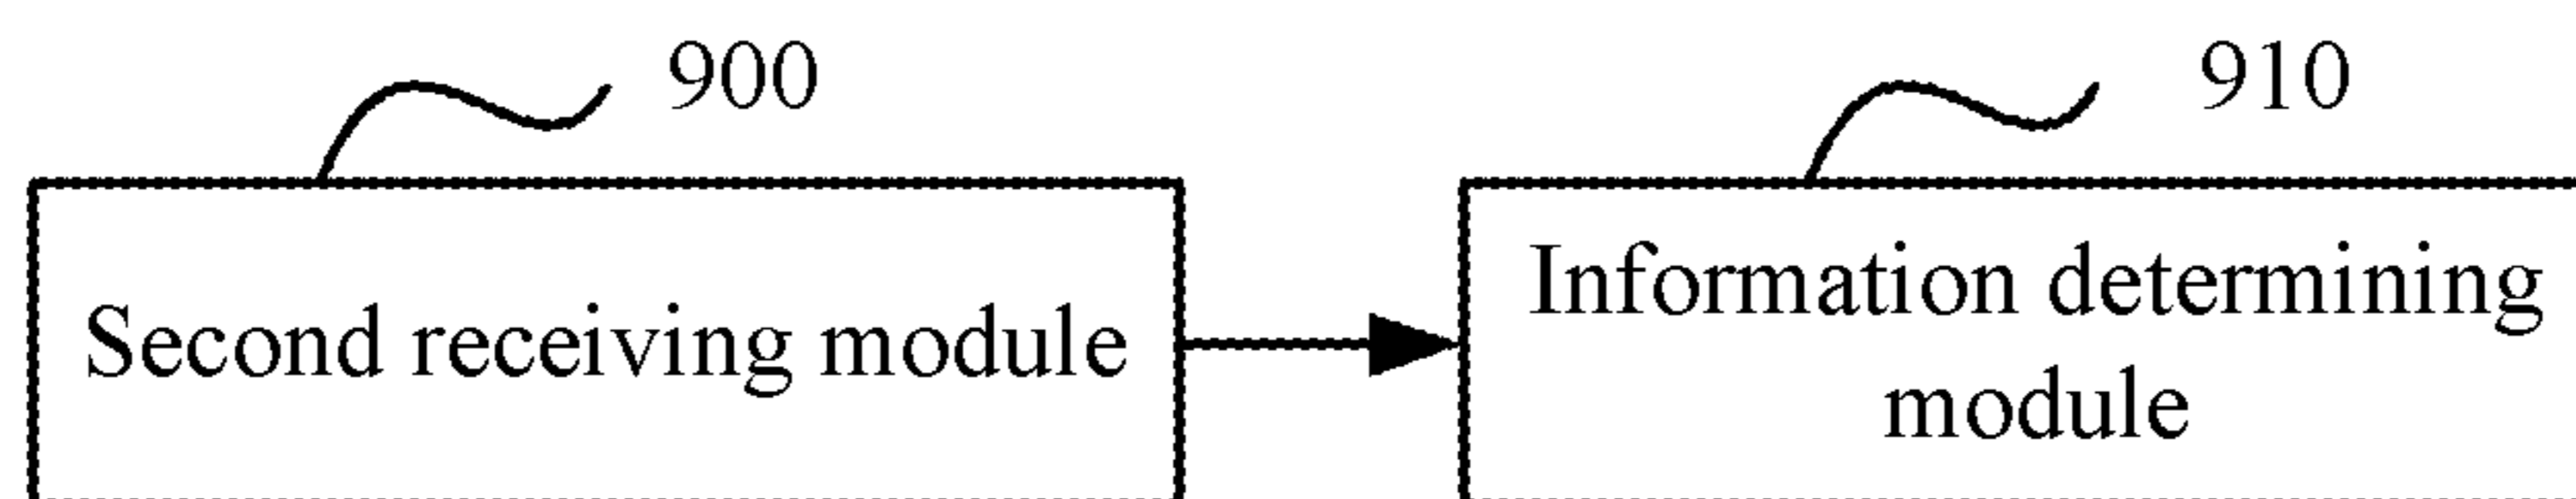 900
910
Second receiving module
Information determining
module